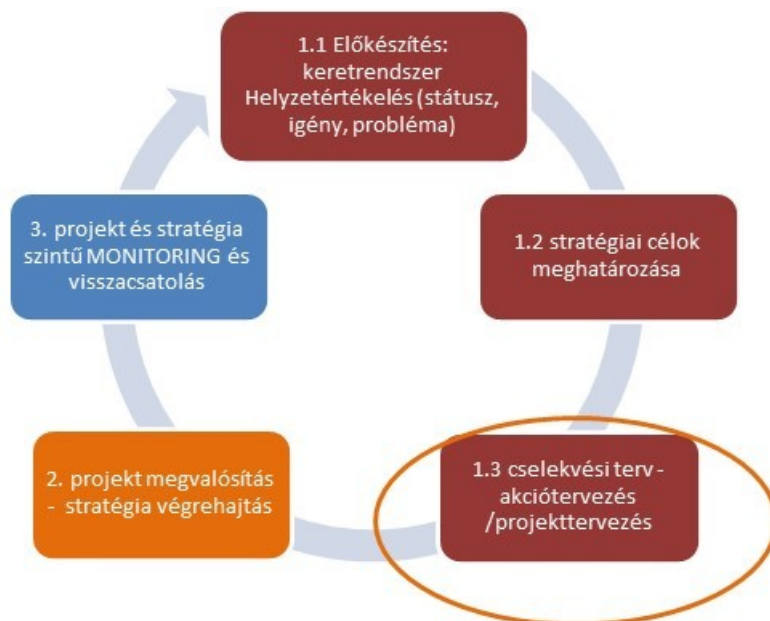 1.1 Előkészítés:
keretrendszer
Helyzetértékelés (státusz,
igény, probléma)
1.2 stratégiai célok
meghatározása
1.3 cselekvési terv -
akciótervezés
/projekttervezés
2. projekt megvalósítás
- stratégia végrehajtás
3. projekt és stratégia
szintű MONITORING és
visszacsatolás